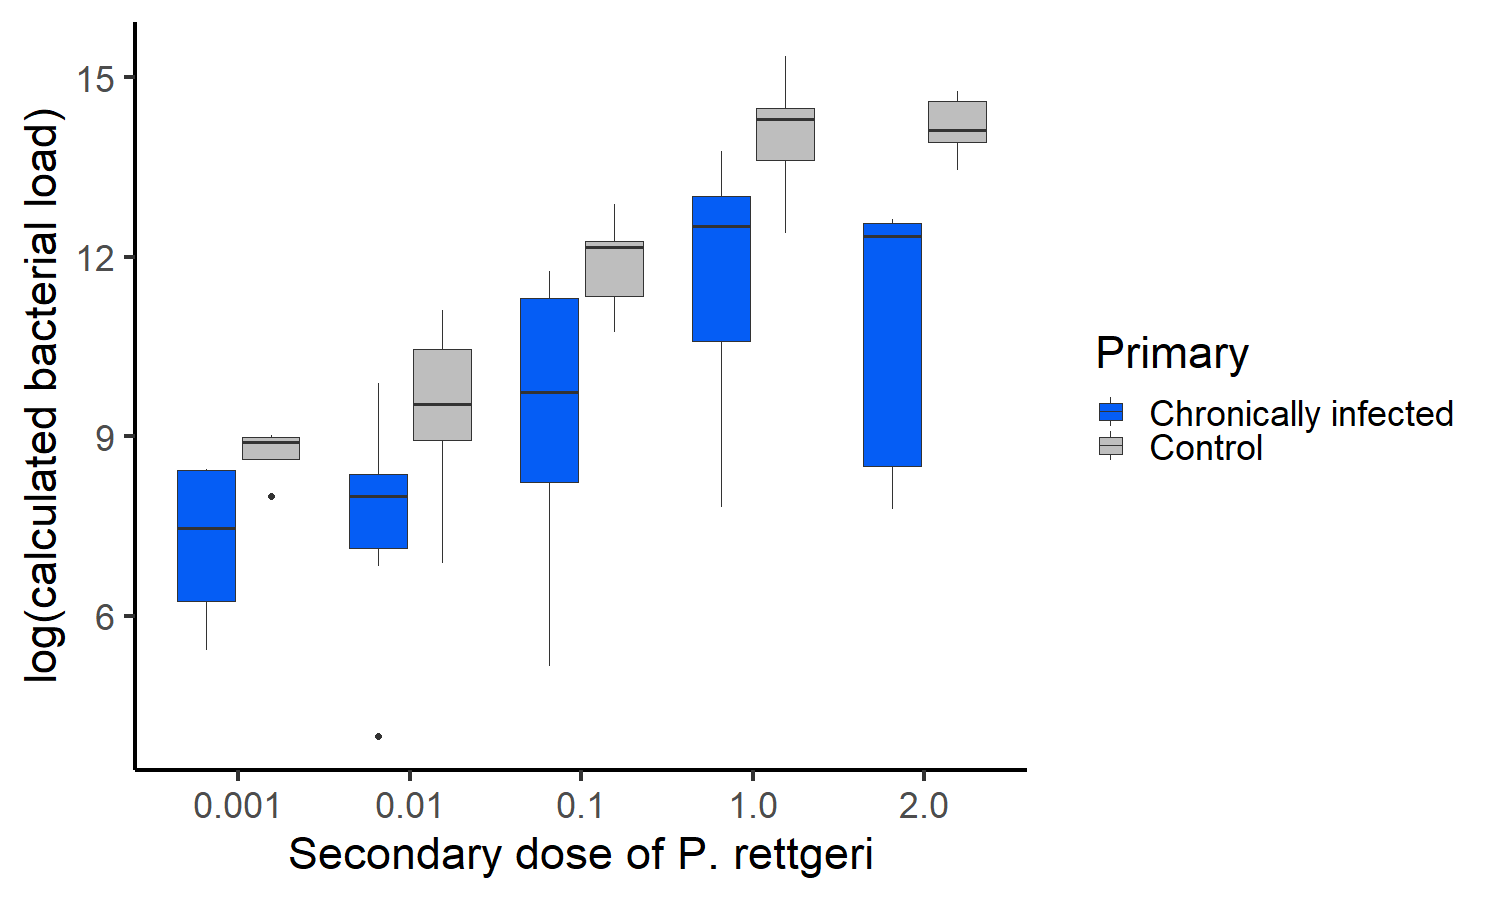 log(calculated bacterial load)
15
12
9
6
0.001 0.01 0.1 1.0 2.0
Secondary dose of P. rettgeri
Primary
Chronically infected
Control